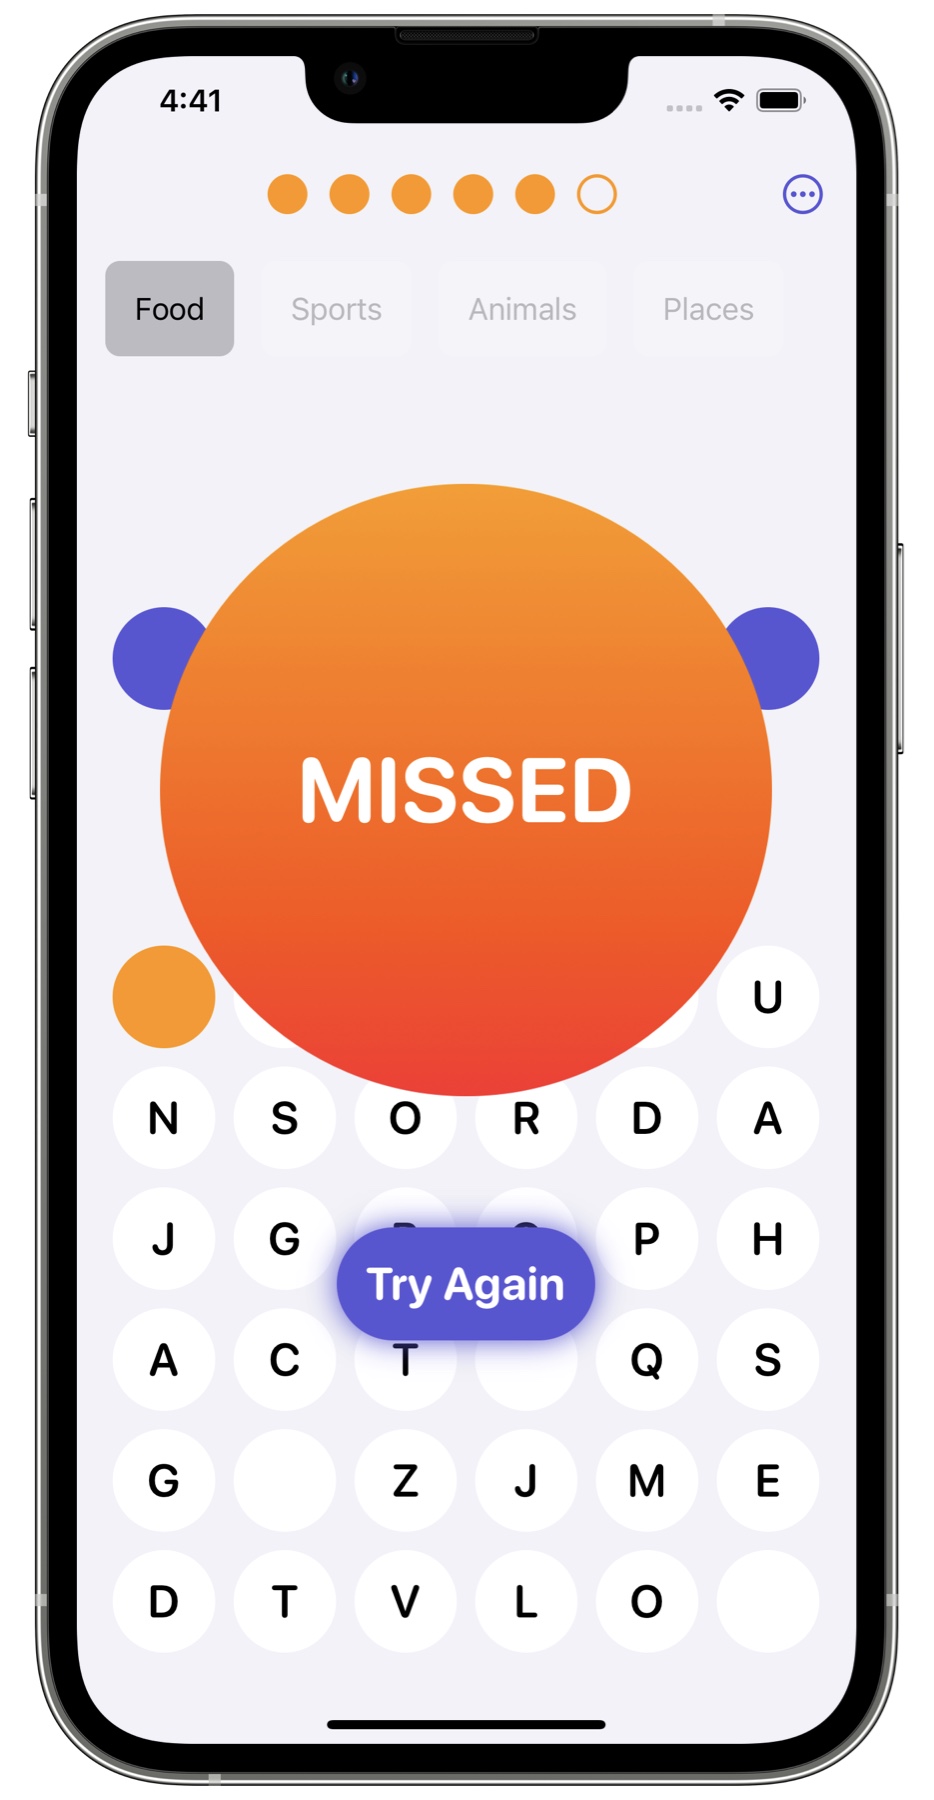 4:41
Food Sports Animals Places
MISSED
U
N S O R D A
J G P H
Try Again
A C T Q S
G Z J M E
D T V L O